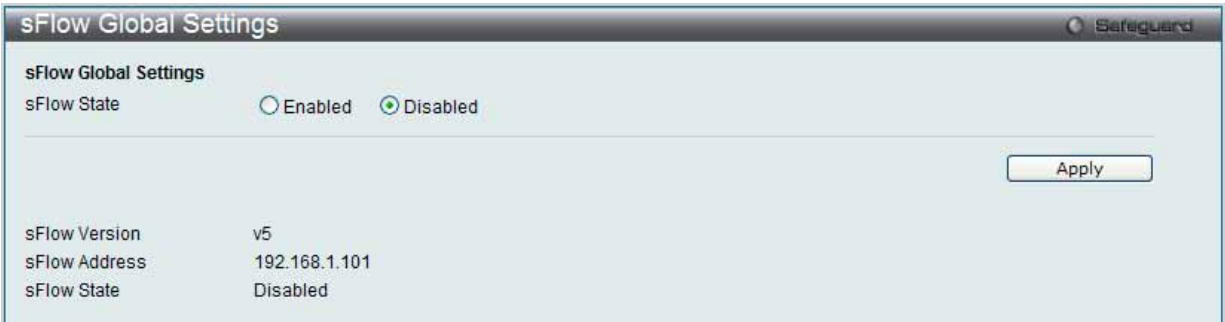 sFlow Global Settings
Safeguard
sFlow Global Settings
sFlow State Enabled Disabled
Apply
sFlow Version v5
sFlow Address 192.168.1.101
sFlow State Disabled